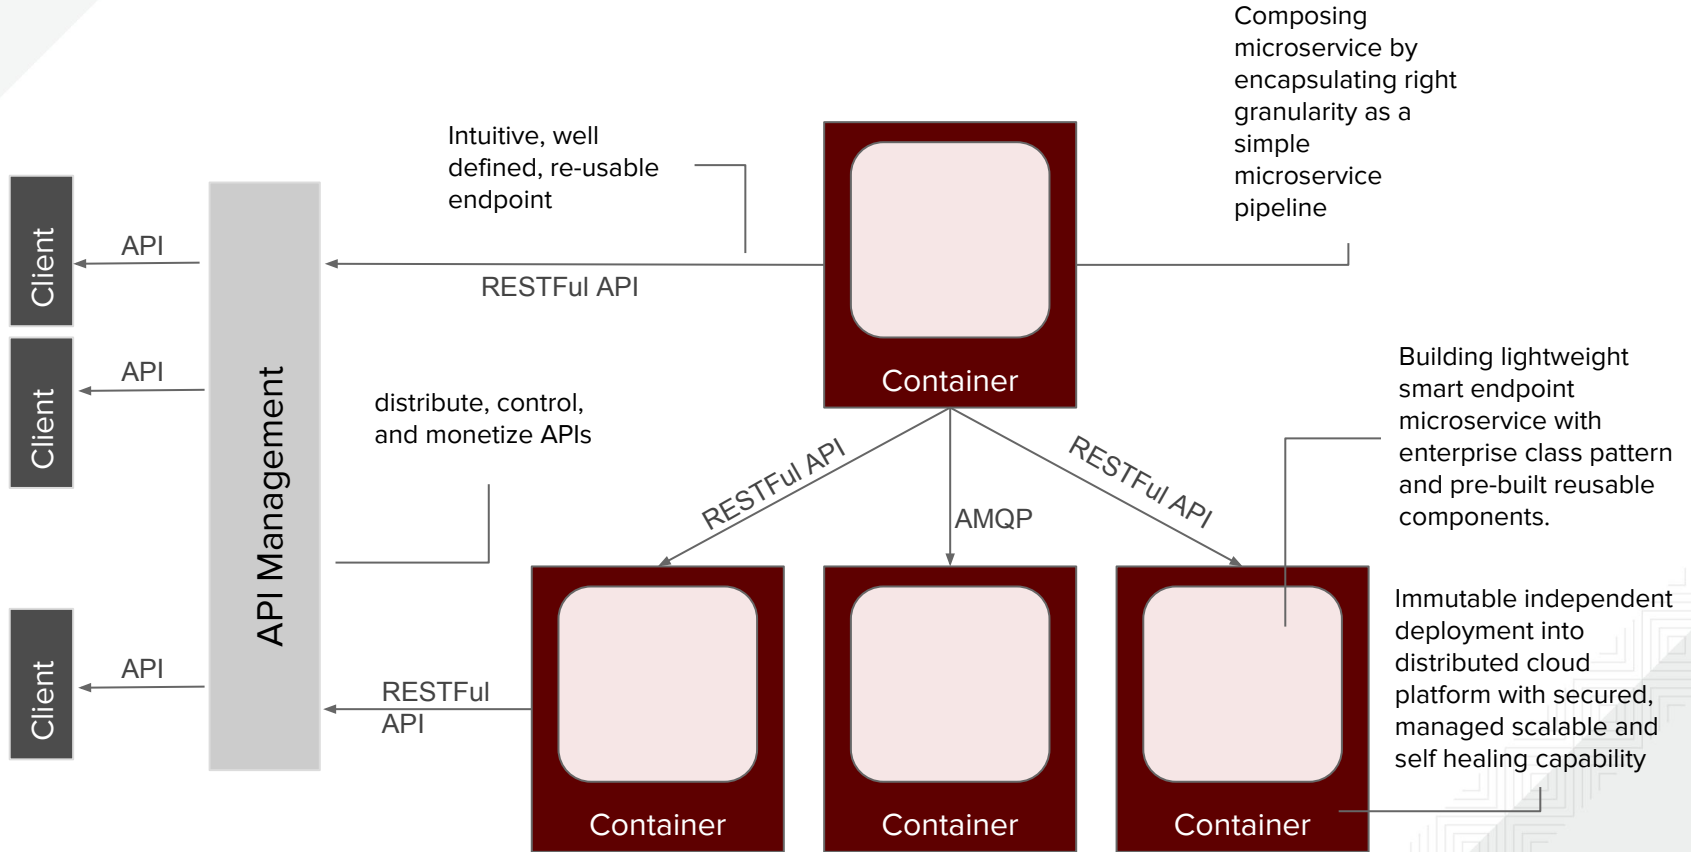 Composing
microservice by
encapsulating right
granularity as a
simple
microservice
pipeline
Intuitive, well
defined, re-usable
endpoint
Client
API
RESTFul API
Client
API
API Management
distribute, control,
and monetize APIs
Container
Building lightweight
smart endpoint
microservice with
enterprise class pattern
and pre-built reusable
components.
RESTFul API
AMQP
RESTFul API
Immutable independent
deployment into
distributed cloud
platform with secured,
managed scalable and
self healing capability
Client
API
RESTFul
API
Container
Container
Container